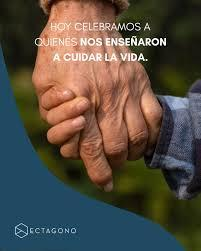 HOY CELEBRAMOS A
QUIENES NOS ENSEÑARON
A CUIDAR LA VIDA.
ECTAGONO